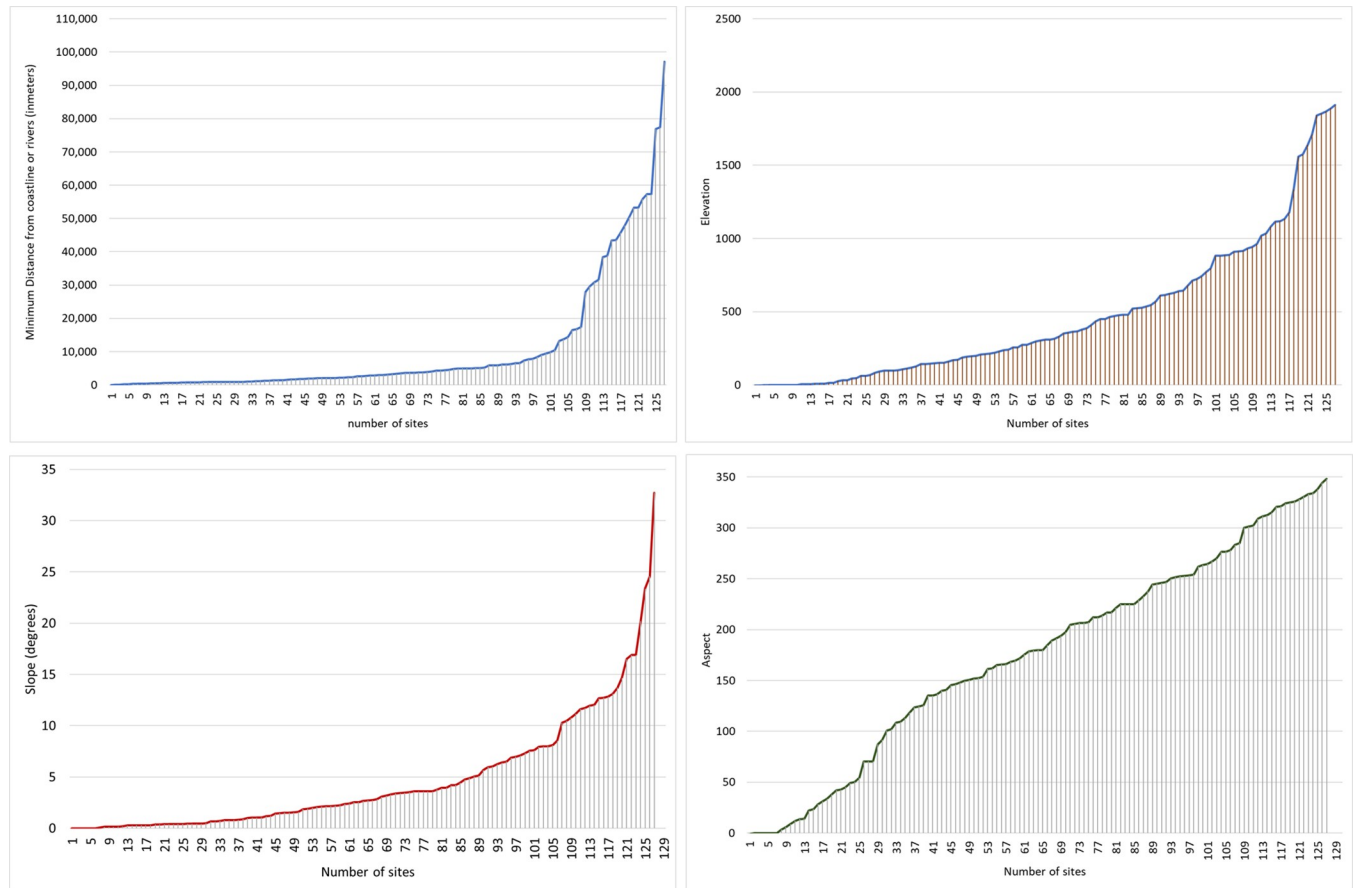 110,000
100,000
90,000
80,000
70,000
60,000
50,000
40,000
30,000
20,000
10,000
0
Minimum Distance from coastline or rivers (inmeters)
1 5 9 13 17 21 25 29 33 37 41 45 49 53 57 61 65 69 73 77 81 85 89 93 97 101 105 109 113 117 121 125
number of sites
2500
2000
1500
1000
500
0
Elevation
1 5 9 13 17 21 25 29 33 37 41 45 49 53 57 61 65 69 73 77 81 85 89 93 97 101 105 109 113 117 121 125
Number of sites
35
30
25
20
15
10
5
0
Slope (degrees)
1 5 9 13 17 21 25 29 33 37 41 45 49 53 57 61 65 69 73 77 81 85 89 93 97 101 105 109 113 117 121 125 129
Number of sites
350
300
250
200
150
100
50
0
Aspect
1 5 9 13 17 21 25 29 33 37 41 45 49 53 57 61 65 69 73 77 81 85 89 93 97 101 105 109 113 117 121 125 129
Number of sites